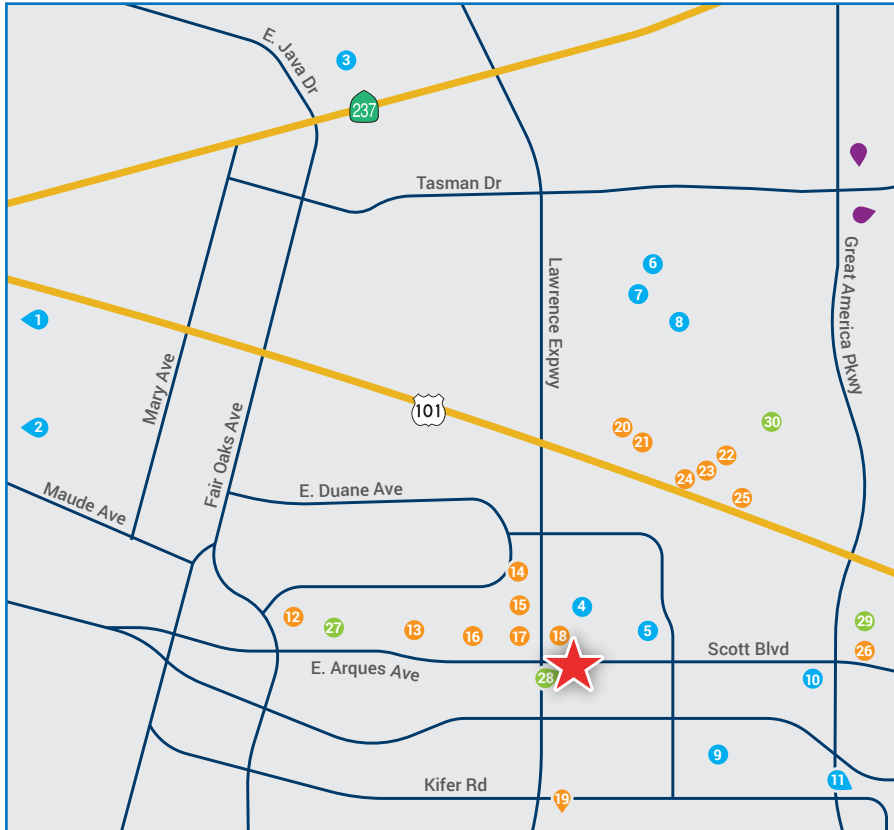 E. Java Dr
3
237
Tasman Dr
Great America Pkwy
6
Lawrence Expwy
7
1
8
Mary Ave
101
Fair Oaks Ave
2
20
30
21
22
23
24
Maude Ave
E. Duane Ave
25
14
15
4
12
27
13
16
17
18
5
29
Scott Blvd
26
E. Arques Ave
28
10
9
Kifer Rd
11
19